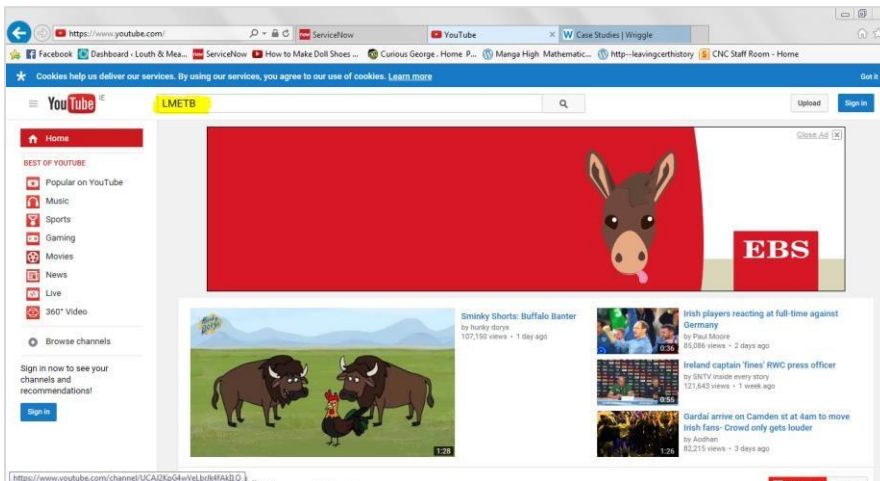 https://www.youtube.com/
ServiceNow
YouTube
Case Studies | Wriggle
Facebook
Dashboard - Louth & Mea...
ServiceNow
How to Make Doll Shoes ...
Curious George . Home P...
Manga High Mathematic...
http--leavingcerthistory
CNC Staff Room - Home
Cookies help us deliver our services. By using our services, you agree to our use of cookies. Learn more
Got it
YouTube IE
LMETB
Upload
Sign in
Home
BEST OF YOUTUBE
Popular on YouTube
Music
Sports
Gaming
Movies
News
Live
360° Video
Browse channels
Sign in now to see your
channels and
recommendations!
Sign in
Close Ad
EBS
hunky dorys
1:28
Sminky Shorts: Buffalo Banter
by hunky dorys
107,150 views • 1 day ago
0:36
Irish players reacting at full-time against
Germany
by Paul Moore
85,086 views • 2 days ago
0:55
Ireland captain 'fines' RWC press officer
by SNTV inside every story
121,643 views • 1 week ago
1:26
Gardaí arrive on Camden st at 4am to move
Irish fans- Crowd only gets louder
by Aodhan
82,215 views • 3 days ago